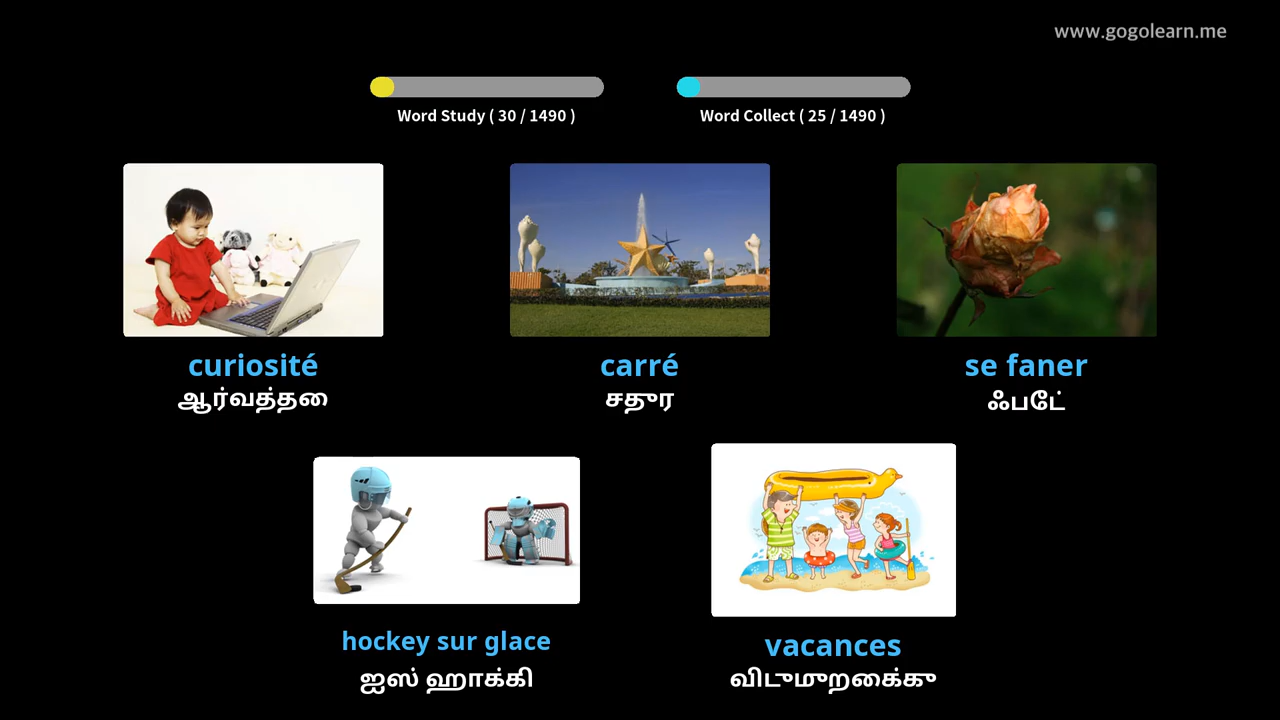 www.gogolearn.me
Word Study ( 30 / 1490 )
Word Collect ( 25 / 1490 )
curiosité
ஆர்வத்தை
carré
சதுர
se faner
ஃபேட்
hockey sur glace
ஐஸ் ஹாக்கி
vacances
விடுமுறைக்கு